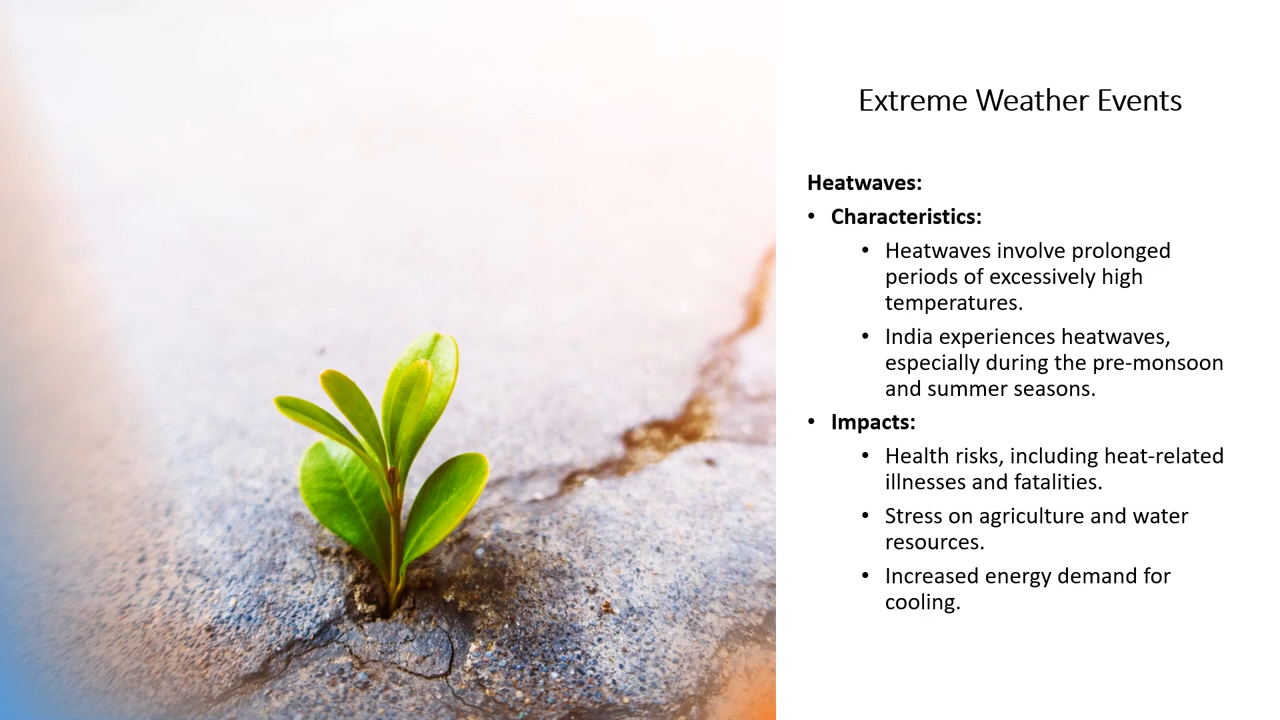 Extreme Weather Events
Heatwaves:
• Characteristics:
• Heatwaves involve prolonged
periods of excessively high
temperatures.
• India experiences heatwaves,
especially during the pre-monsoon
and summer seasons.
• Impacts:
• Health risks, including heat-related
illnesses and fatalities.
• Stress on agriculture and water
resources.
• Increased energy demand for
cooling.